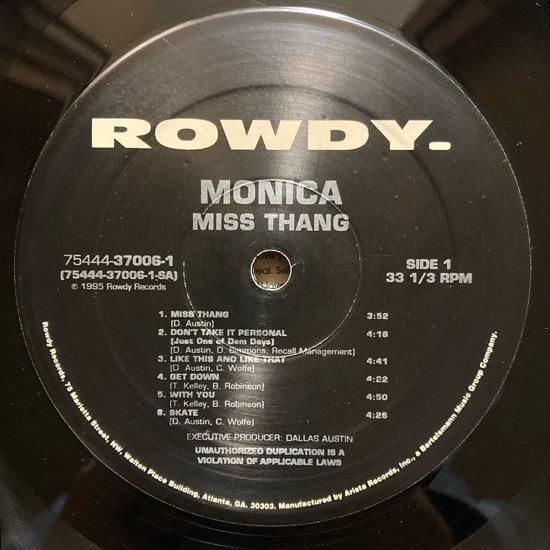 ROWDY.
MONICA
MISS THANG
75444-37006-1
(75444-37006-1-SA)
℗ 1995 Rowdy Records
SIDE 1
33 1/3 RPM
1. MISS THANG 3:52
[D. Austin]
2. DON'T TAKE IT PERSONAL 4:18
(Just One of Dem Days)
[D. Austin, D. Simmons, Recall Management]
3. LIKE THIS AND LIKE THAT 4:41
[D. Austin, C. Wolfe]
4. GET DOWN 4:22
[T. Kelley, B. Robinson]
5. WITH YOU 4:50
[T. Kelley, B. Robinson]
6. SKATE 4:26
[D. Austin, C. Wolfe]
EXECUTIVE PRODUCER: DALLAS AUSTIN
UNAUTHORIZED DUPLICATION IS A
VIOLATION OF APPLICABLE LAWS
Rowdy Records, 75 Marietta Street, NW, Walton Place Building, Atlanta, GA. 30303. Manufactured by Arista Records, Inc., a Bertelsmann Music Group Company.